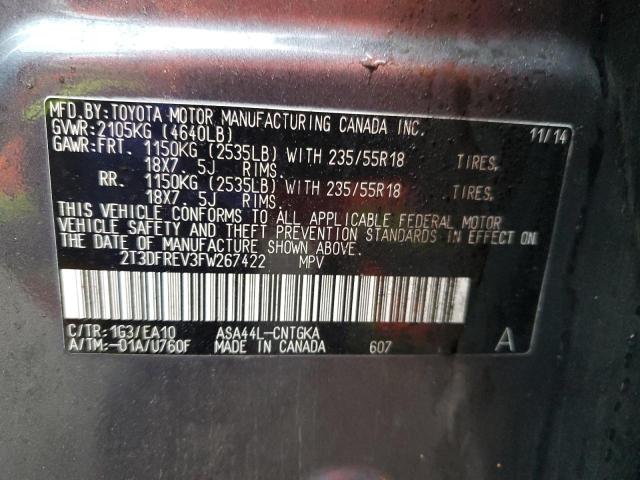 MFD.BY:TOYOTA MOTOR MANUFACTURING CANADA INC.
GVWR:2105KG (4640LB) 11/14
GAWR:FRT. 1150KG (2535LB) WITH 235/55R18 TIRES,
18X7. 5J RIMS.
RR. 1150KG (2535LB) WITH 235/55R18 TIRES,
18X7. 5J RIMS.
THIS VEHICLE CONFORMS TO ALL APPLICABLE FEDERAL MOTOR
VEHICLE SAFETY AND THEFT PREVENTION STANDARDS IN EFFECT ON
THE DATE OF MANUFACTURE SHOWN ABOVE.
2T3DFREV3FW267422 MPV
C/TR:1G3/EA10 ASA44L-CNTGKA
A/TM:-01A/U760F MADE IN CANADA 607 A